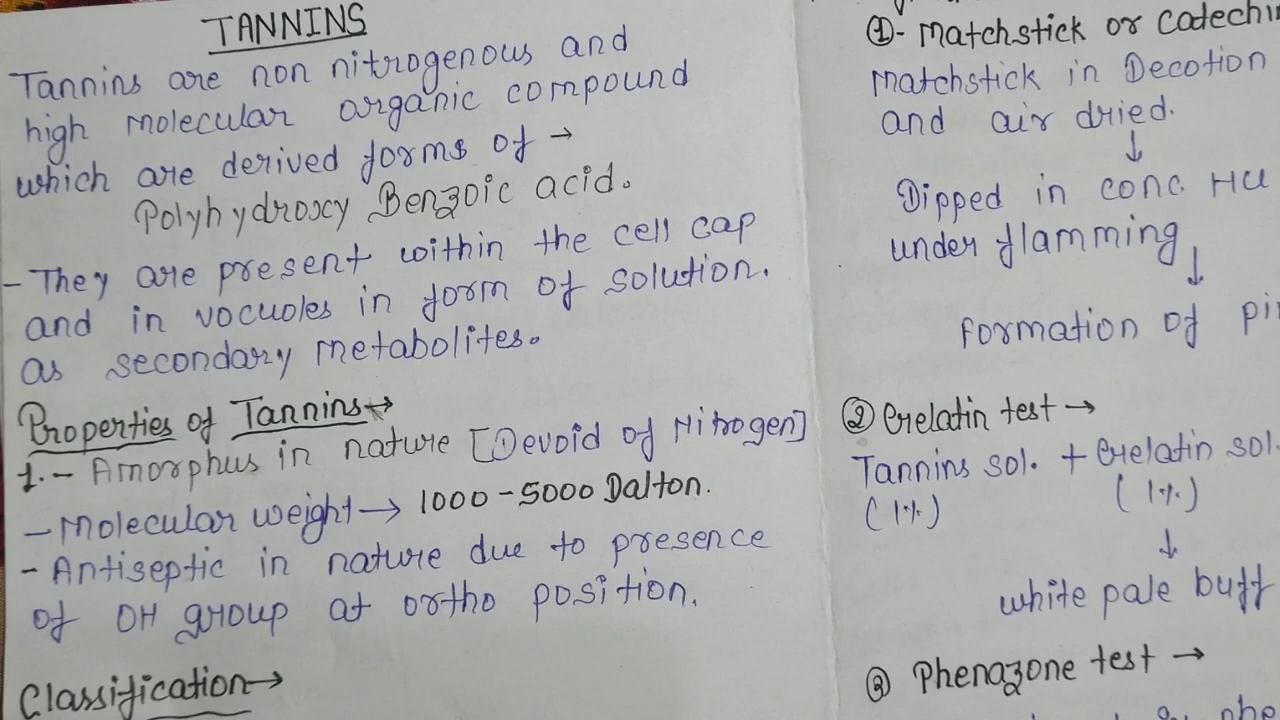 TANNINS
Tannins are non nitrogenous and
high molecular organic compound
which are derived forms of →
Polyhydroxy Benzoic acid.
- They are present within the cell cap
and in vocuoles in form of solution.
as secondary metabolites.
Properties of Tannins→
1.- Amorphus in nature [Devoid of Nitrogen]
- Molecular weight → 1000-5000 Dalton.
- Antiseptic in nature due to presence
of OH group at ortho position.
Classification→
①- Matchstick or Catechi
Matchstick in Decotion
and air dried.
↓
Dipped in conc. HCl
under flamming
↓
formation of pi
② Gelatin test →
Tannins sol. + Gelatin sol.
(1%) (1%)
↓
white pale buff
③ Phenazone test →